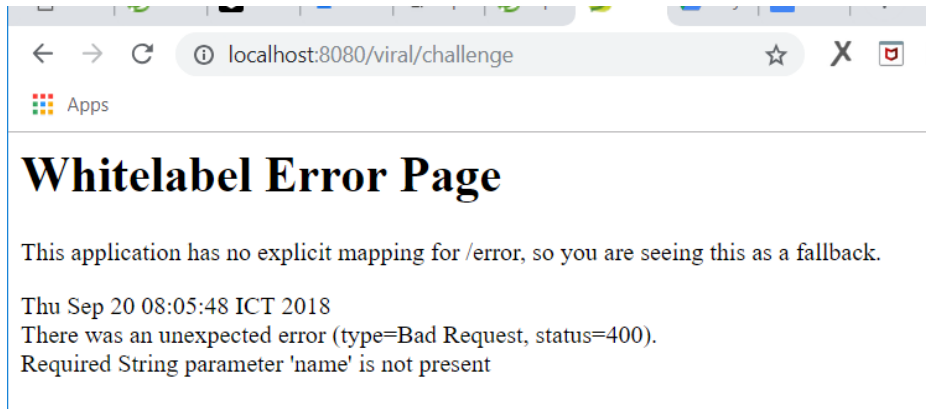 localhost:8080/viral/challenge
Apps
Whitelabel Error Page
This application has no explicit mapping for /error, so you are seeing this as a fallback.
Thu Sep 20 08:05:48 ICT 2018
There was an unexpected error (type=Bad Request, status=400).
Required String parameter 'name' is not present